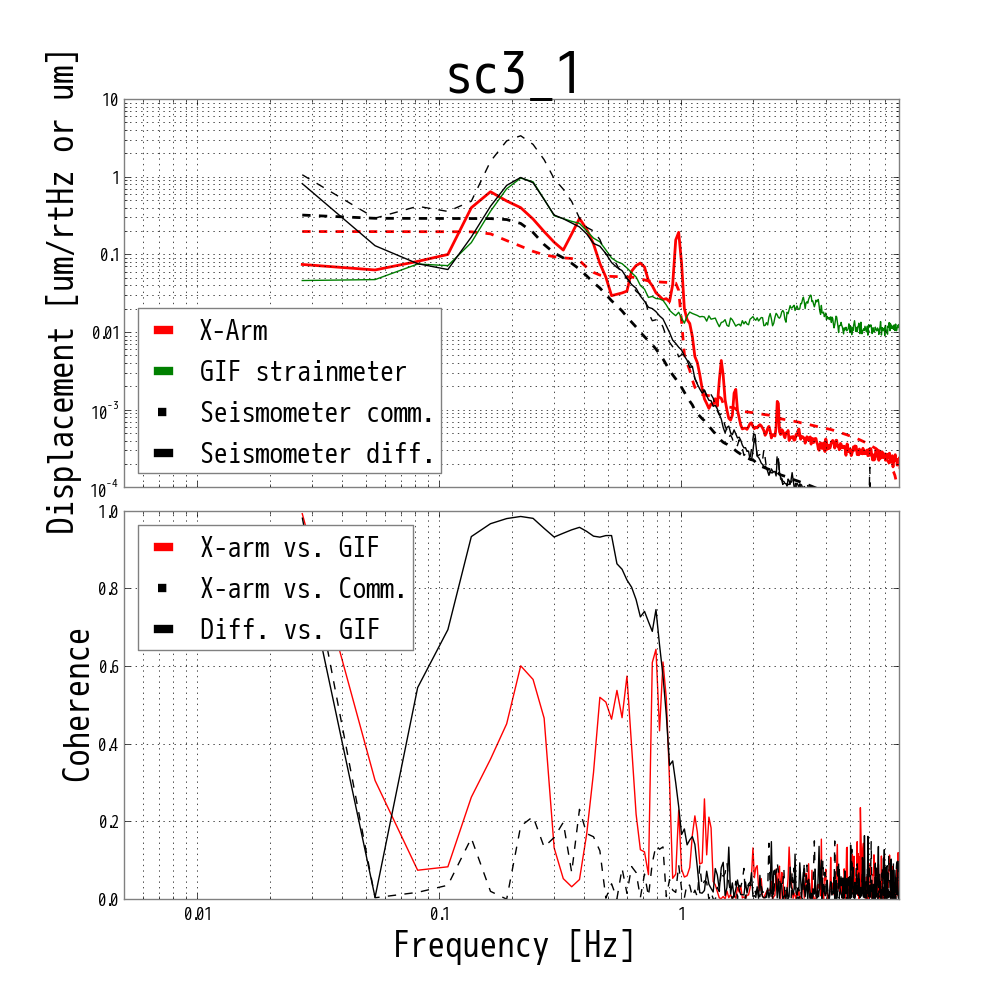 sc3_1
Displacement [um/rtHz or um]
10
1
0.1
0.01
10-3
10-4
X-Arm
GIF strainmeter
Seismometer comm.
Seismometer diff.
Coherence
1.0
0.8
0.6
0.4
0.2
0.0
X-arm vs. GIF
X-arm vs. Comm.
Diff. vs. GIF
0.01 0.1 1
Frequency [Hz]